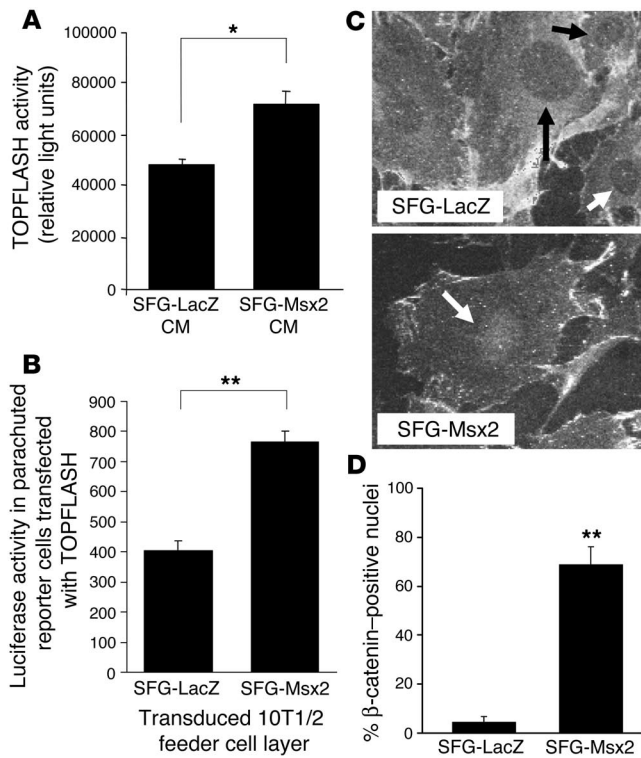 A
TOPFLASH activity
(relative light units)
100000
80000
60000
40000
20000
0
*
SFG-LacZ
CM
SFG-Msx2
CM
B
Luciferase activity in parachuted
reporter cells transfected
with TOPFLASH
900
800
700
600
500
400
300
200
100
0
**
SFG-LacZ
SFG-Msx2
Transduced 10T1/2
feeder cell layer
C
SFG-LacZ
SFG-Msx2
D
% β-catenin–positive nuclei
100
80
60
40
20
0
**
SFG-LacZ
SFG-Msx2